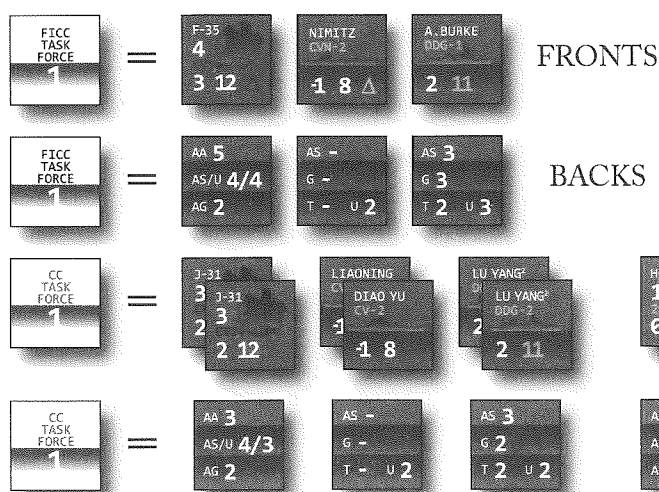 FICC
TASK
FORCE
1
=
F-35
4
3 12
NIMITZ
CVN-2
-1 8 Δ
A.BURKE
DDG-1
2 11
FRONTS
FICC
TASK
FORCE
1
=
AA 5
AS/U 4/4
AG 2
AS -
G -
T - U 2
AS 3
G 3
T 2 U 3
BACKS
CC
TASK
FORCE
1
=
J-31
3
2
J-31
3
2 12
LIAONING
DIAO YU
CV-2
-1 8
LU YANG²
2
LU YANG²
DDG-2
2 11
CC
TASK
FORCE
1
=
AA 3
AS/U 4/3
AG 2
AS -
G -
T - U 2
AS 3
G 2
T 2 U 2